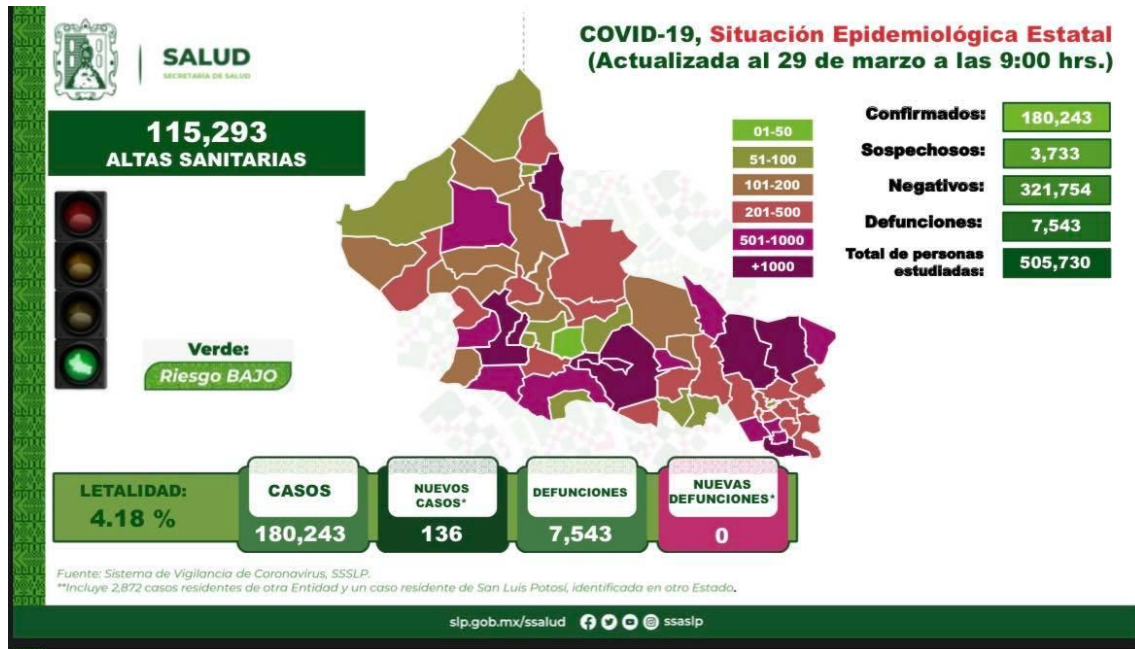 SALUD
SECRETARÍA DE SALUD
COVID-19, Situación Epidemiológica Estatal
(Actualizada al 29 de marzo a las 9:00 hrs.)
115,293
ALTAS SANITARIAS
Verde:
Riesgo BAJO
01-50
51-100
101-200
201-500
501-1000
+1000
Confirmados: 180,243
Sospechosos: 3,733
Negativos: 321,754
Defunciones: 7,543
Total de personas
estudiadas: 505,730
LETALIDAD:
4.18 %
CASOS
180,243
NUEVOS
CASOS*
136
DEFUNCIONES
7,543
NUEVAS
DEFUNCIONES*
0
Fuente: Sistema de Vigilancia de Coronavirus, SSSLP.
**Incluye 2,872 casos residentes de otra Entidad y un caso residente de San Luis Potosí, identificada en otro Estado.
slp.gob.mx/ssalud ssaslp